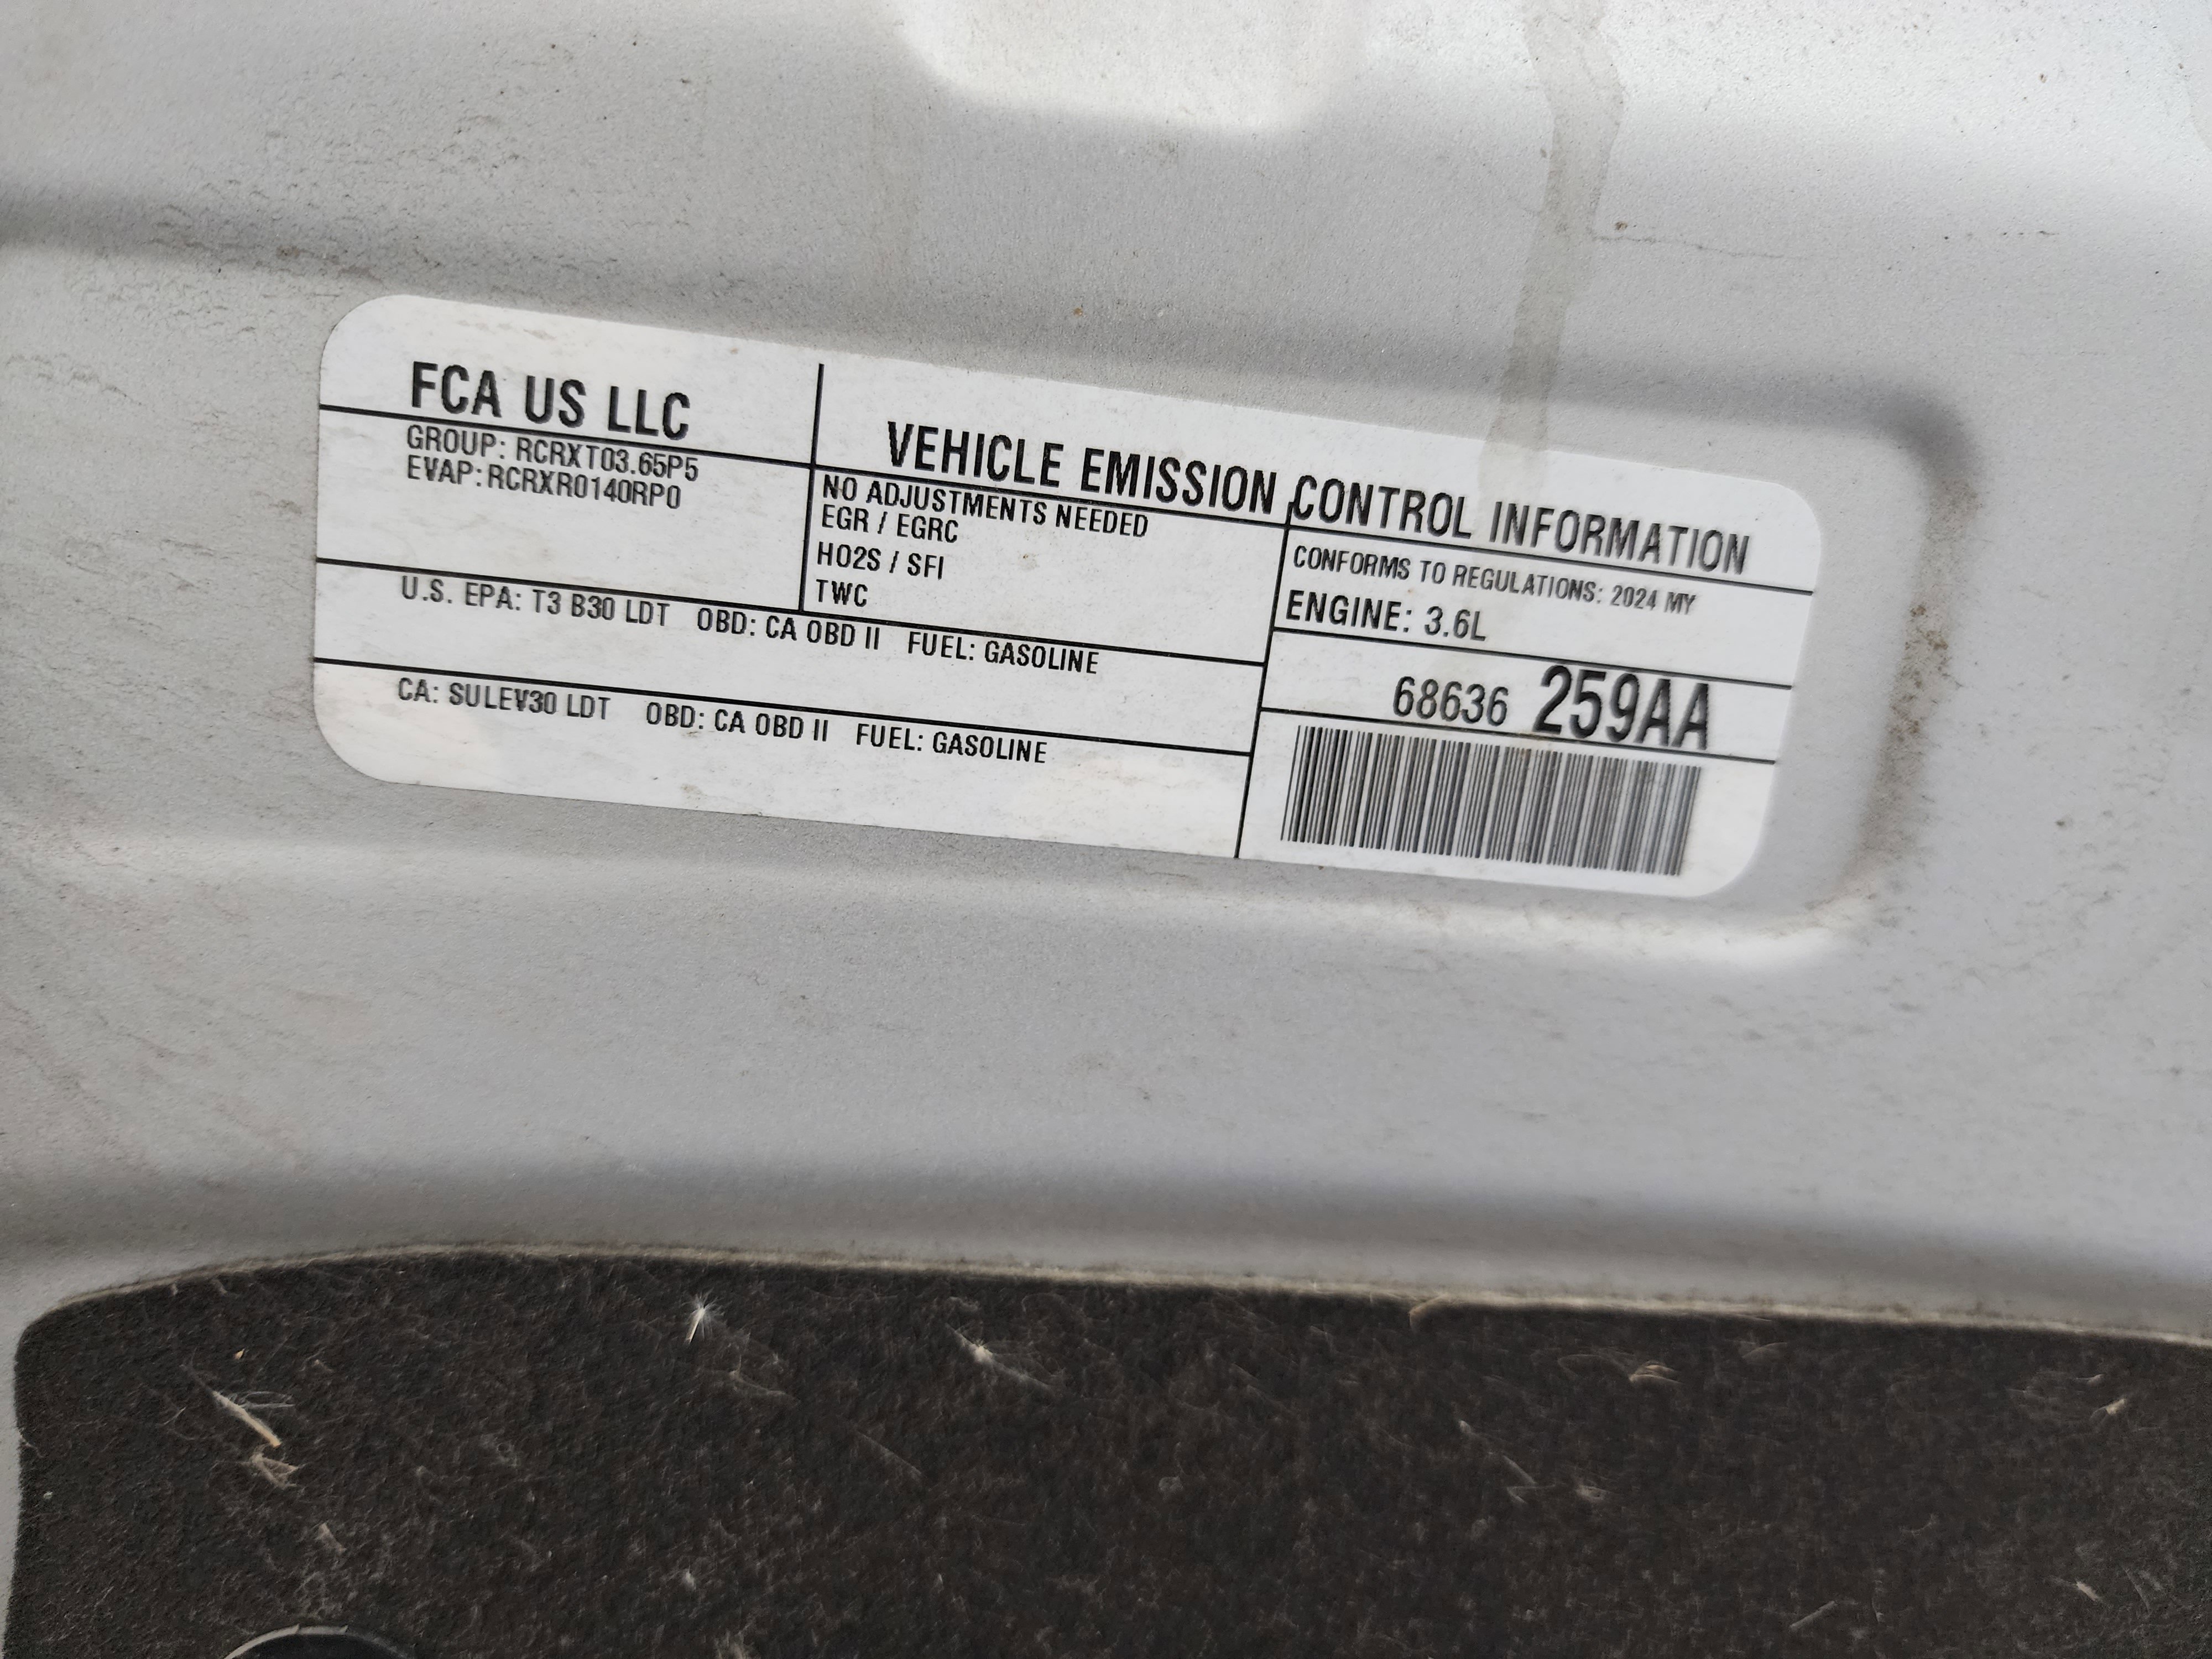 FCA US LLC
GROUP: RCRXT03.65P5
EVAP: RCRXR0140RP0
VEHICLE EMISSION CONTROL INFORMATION
NO ADJUSTMENTS NEEDED
EGR / EGRC
HO2S / SFI
TWC
CONFORMS TO REGULATIONS: 2024 MY
ENGINE: 3.6L
U.S. EPA: T3 B30 LDT OBD: CA OBD II FUEL: GASOLINE
CA: SULEV30 LDT OBD: CA OBD II FUEL: GASOLINE
68636 259AA